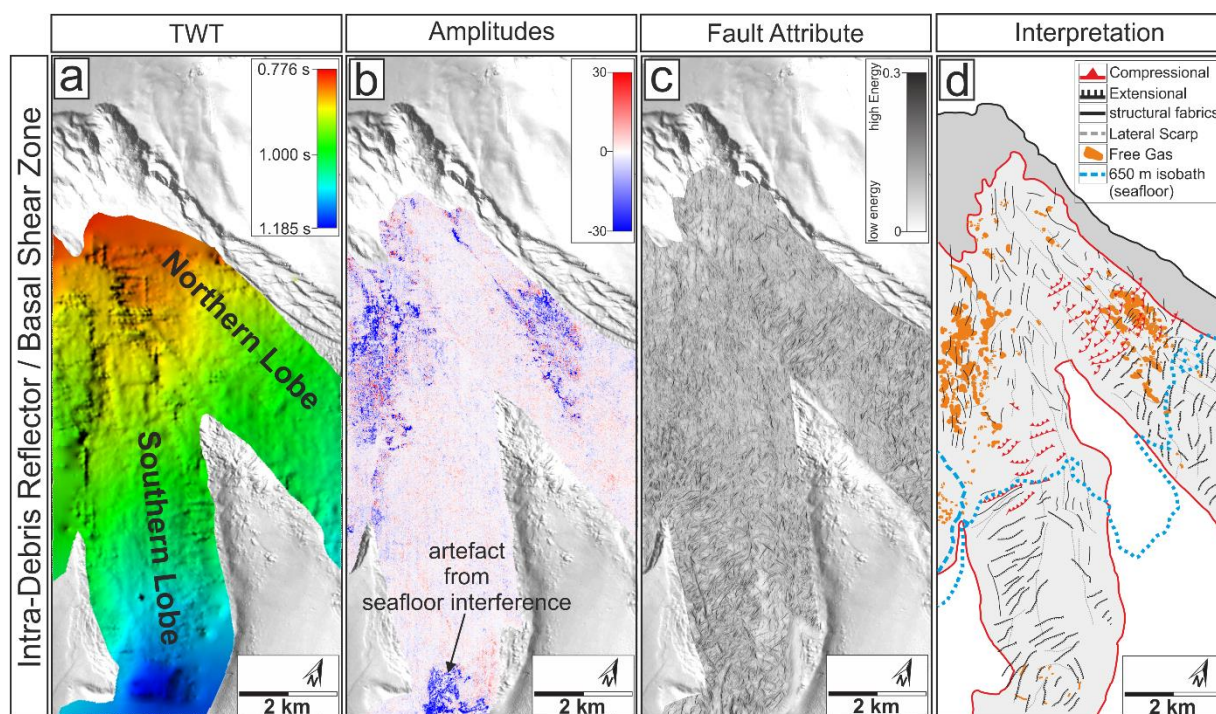 TWT
Amplitudes
Fault Attribute
Interpretation
Intra-Debris Reflector / Basal Shear Zone
a
0.776 s
1.000 s
1.185 s
Northern Lobe
Southern Lobe
N
2 km
b
30
0
-30
artefact
from
seafloor interference
N
2 km
c
0.3
high Energy
low energy
0
N
2 km
d
Compressional
Extensional
structural fabrics
Lateral Scarp
Free Gas
650 m isobath
(seafloor)
N
2 km